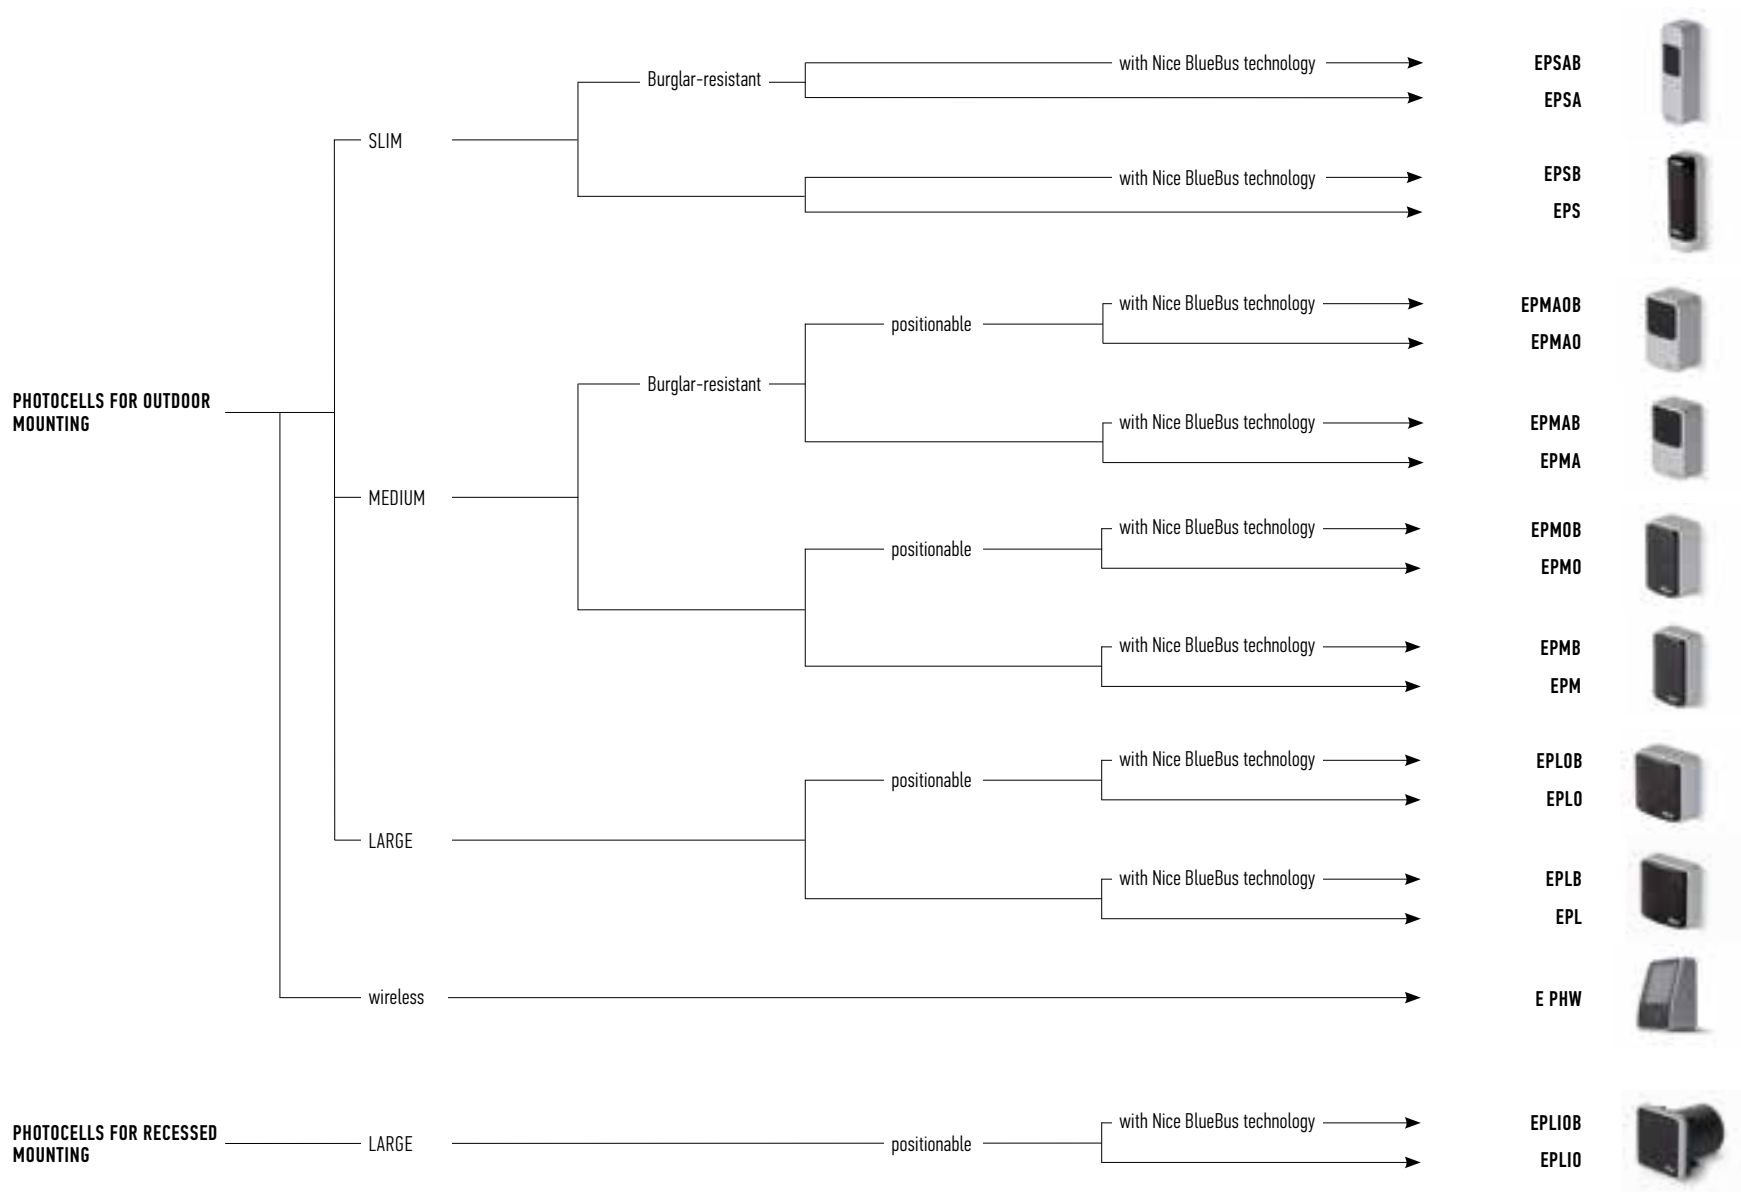 with Nice BlueBus technology
EPSAB
Burglar-resistant
EPSA
SLIM
with Nice BlueBus technology
EPSB
EPS
with Nice BlueBus technology
EPMAOB
positionable
EPMAO
Burglar-resistant
PHOTOCELLS FOR OUTDOOR
MOUNTING
with Nice BlueBus technology
EPMAB
EPMA
MEDIUM
with Nice BlueBus technology
EPMOB
positionable
EPMO
with Nice BlueBus technology
EPMB
EPM
with Nice BlueBus technology
EPLOB
positionable
EPLO
LARGE
with Nice BlueBus technology
EPLB
EPL
wireless
E PHW
with Nice BlueBus technology
EPLIOB
PHOTOCELLS FOR RECESSED
MOUNTING
LARGE
positionable
EPLIO